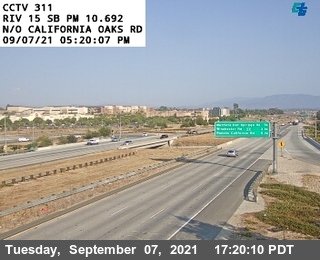 CCTV 311
RIV 15 SB PM 10.692
N/O CALIFORNIA OAKS RD
09/07/21 05:20:07 PM
Tuesday, September 07, 2021 17:20:10 PDT